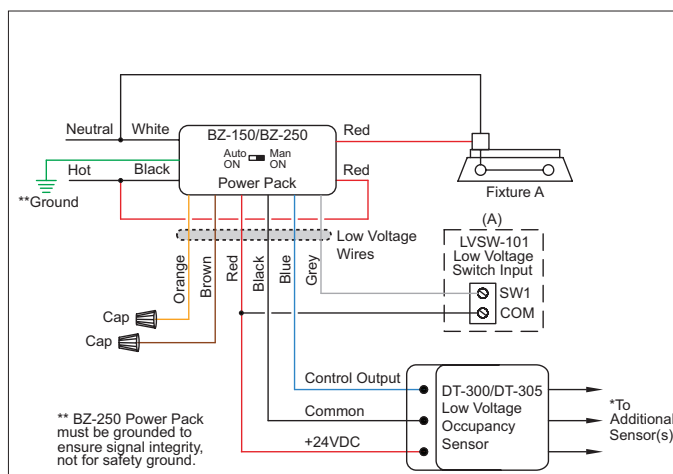 BZ-150/BZ-250
Auto
ON
Man
ON
Power Pack
Neutral
White
Hot
Black
**Ground
Red
Red
Fixture A
(A)
LVSW-101
Low Voltage
Switch Input
SW1
COM
Low Voltage
Wires
Orange
Brown
Red
Black
Blue
Grey
Cap
Cap
Control Output
Common
+24VDC
DT-300/DT-305
Low Voltage
Occupancy
Sensor
*To
Additional
Sensor(s)
** BZ-250 Power Pack
must be grounded to
ensure signal integrity,
not for safety ground.